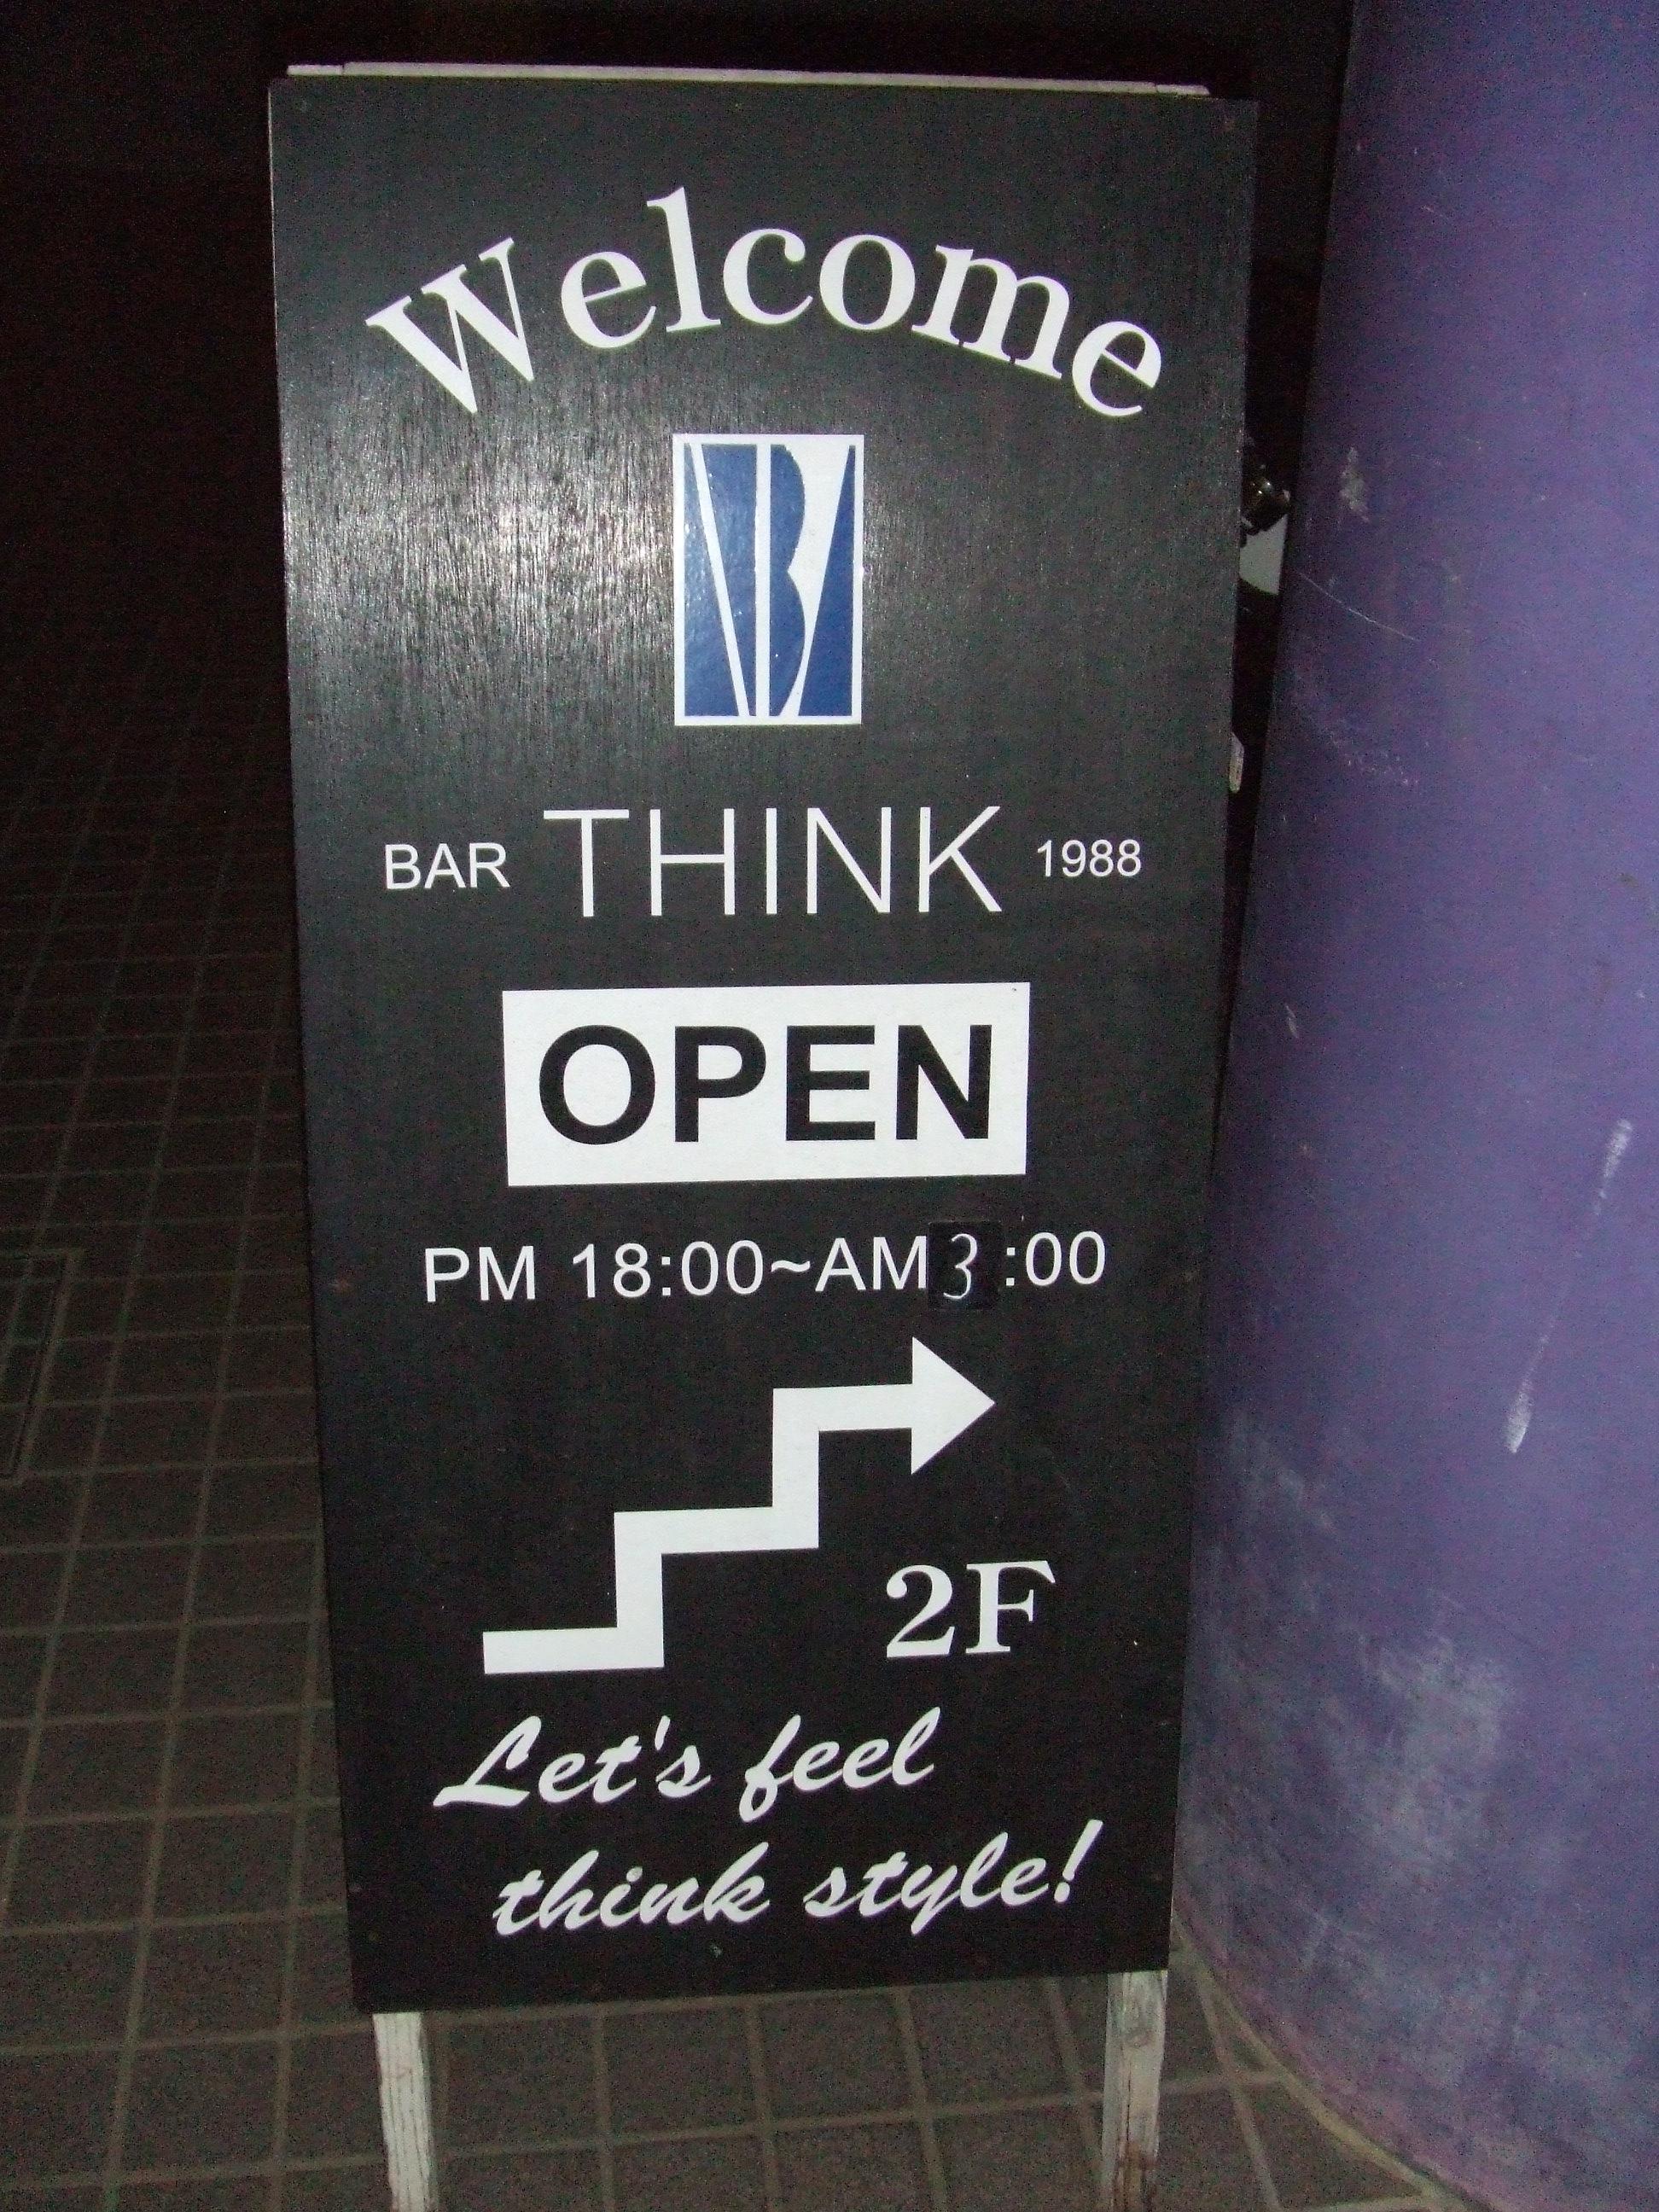 Welcome
B
BAR THINK 1988
OPEN
PM 18:00~AM3:00
2F
Let's feel
think style!